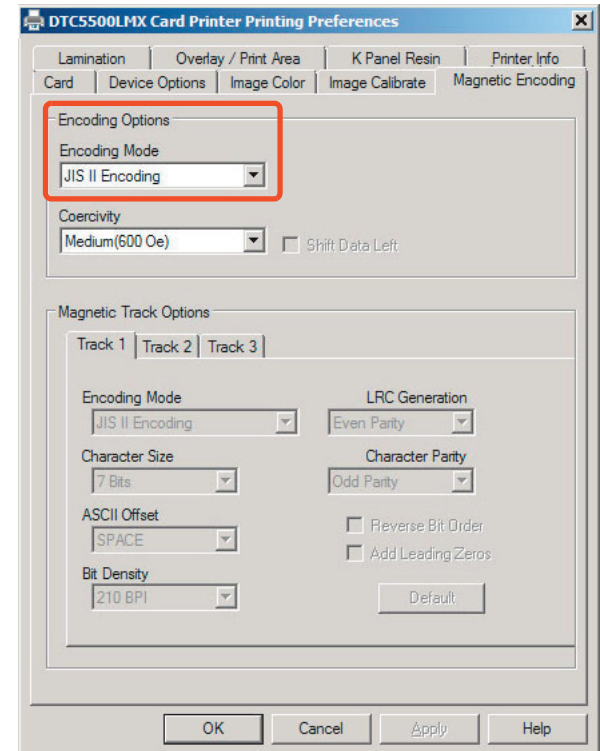 DTC5500LMX Card Printer Printing Preferences
Lamination Overlay / Print Area K Panel Resin Printer Info
Card Device Options Image Color Image Calibrate Magnetic Encoding
Encoding Options
Encoding Mode
JIS II Encoding
Coercivity
Medium(600 Oe) Shift Data Left
Magnetic Track Options
Track 1 Track 2 Track 3
Encoding Mode LRC Generation
JIS II Encoding Even Parity
Character Size Character Parity
7 Bits Odd Parity
ASCII Offset Reverse Bit Order
SPACE Add Leading Zeros
Bit Density
210 BPI Default
OK Cancel Apply Help